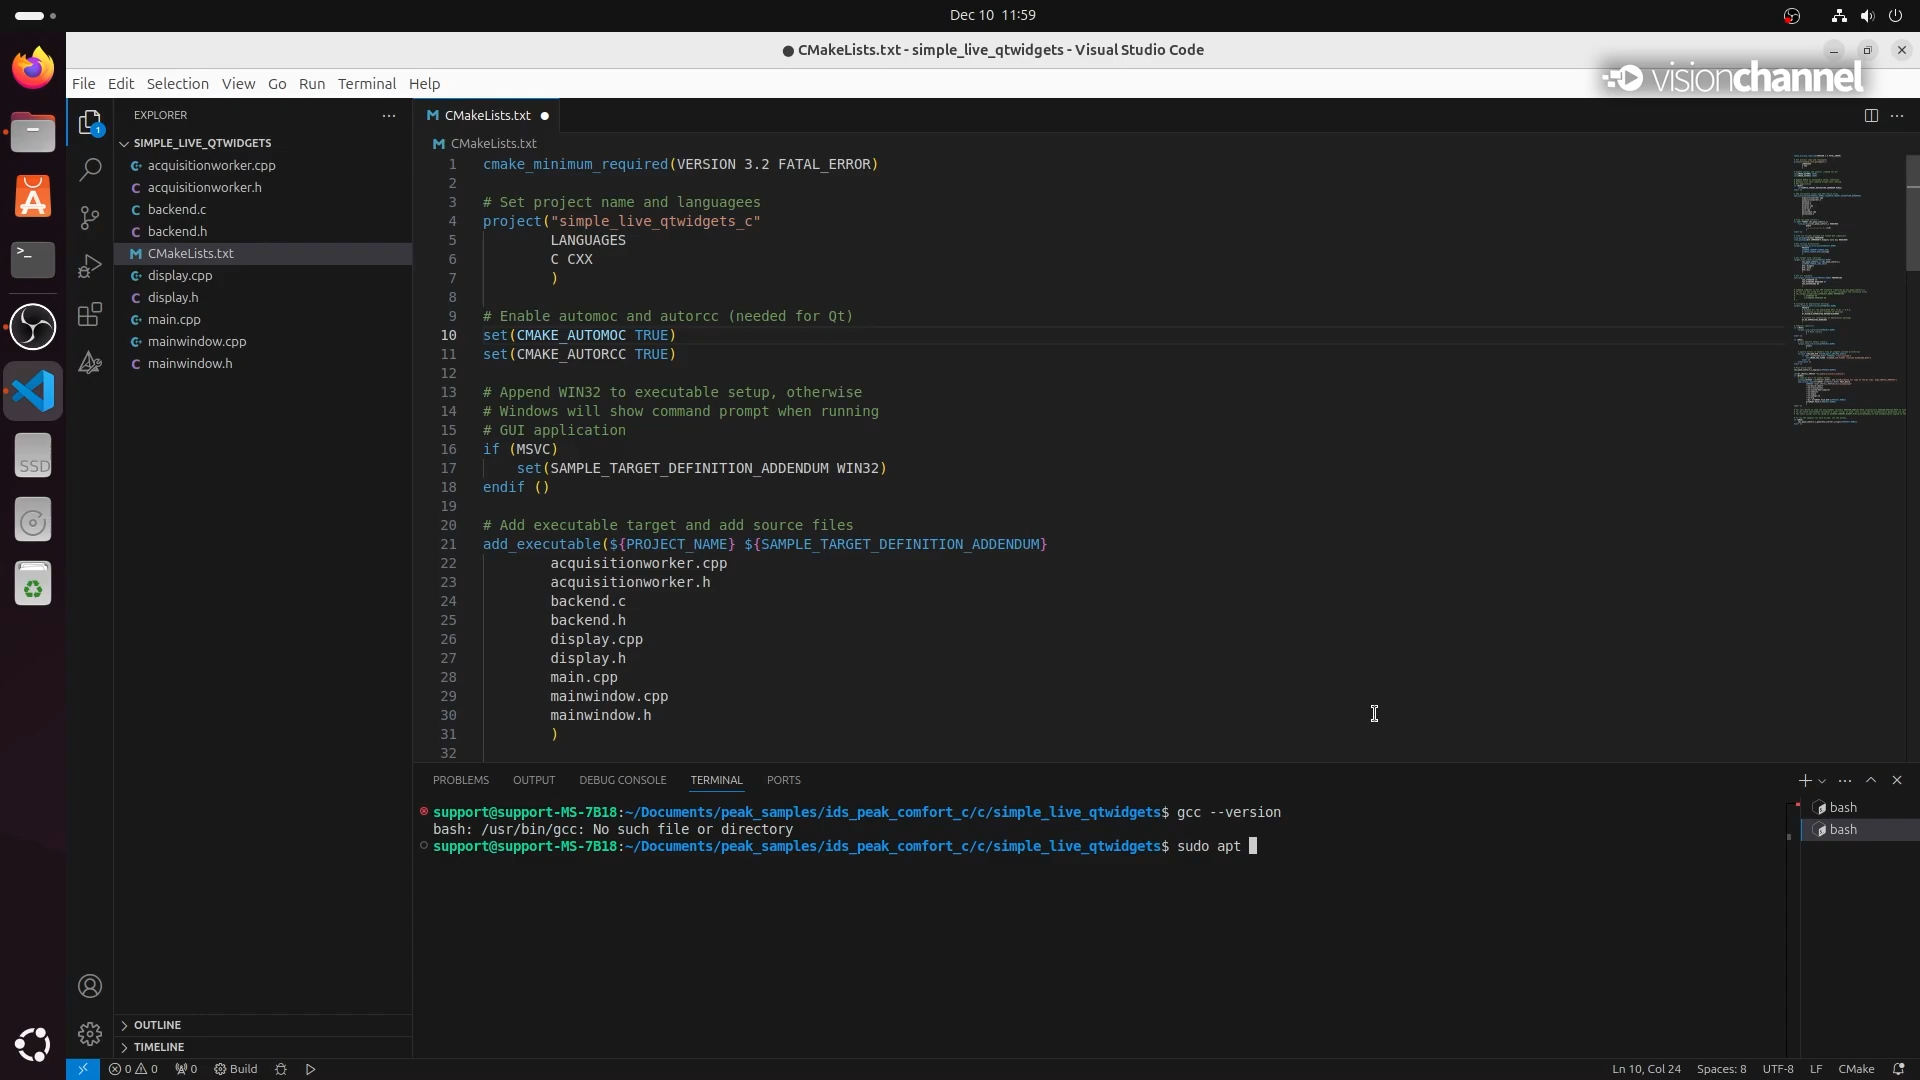 Dec 10 11:59
CMakeLists.txt - simple_live_qtwidgets - Visual Studio Code
visionchannel
File Edit Selection View Go Run Terminal Help
EXPLORER
SIMPLE_LIVE_QTWIDGETS
acquisitionworker.cpp
acquisitionworker.h
backend.c
backend.h
CMakeLists.txt
display.cpp
display.h
main.cpp
mainwindow.cpp
mainwindow.h
OUTLINE
TIMELINE
CMakeLists.txt
CMakeLists.txt
1 cmake_minimum_required(VERSION 3.2 FATAL_ERROR)
2
3 # Set project name and languagees
4 project("simple_live_qtwidgets_c"
5 LANGUAGES
6 C CXX
7 )
8
9 # Enable automoc and autorcc (needed for Qt)
10 set(CMAKE_AUTOMOC TRUE)
11 set(CMAKE_AUTORCC TRUE)
12
13 # Append WIN32 to executable setup, otherwise
14 # Windows will show command prompt when running
15 # GUI application
16 if (MSVC)
17 set(SAMPLE_TARGET_DEFINITION_ADDENDUM WIN32)
18 endif ()
19
20 # Add executable target and add source files
21 add_executable(${PROJECT_NAME} ${SAMPLE_TARGET_DEFINITION_ADDENDUM}
22 acquisitionworker.cpp
23 acquisitionworker.h
24 backend.c
25 backend.h
26 display.cpp
27 display.h
28 main.cpp
29 mainwindow.cpp
30 mainwindow.h
31 )
32
PROBLEMS OUTPUT DEBUG CONSOLE TERMINAL PORTS
support@support-MS-7B18:~/Documents/peak_samples/ids_peak_comfort_c/c/simple_live_qtwidgets$ gcc --version
bash: /usr/bin/gcc: No such file or directory
support@support-MS-7B18:~/Documents/peak_samples/ids_peak_comfort_c/c/simple_live_qtwidgets$ sudo apt
bash
bash
SSD
0 0 0 Build
Ln 10, Col 24 Spaces: 8 UTF-8 LF CMake